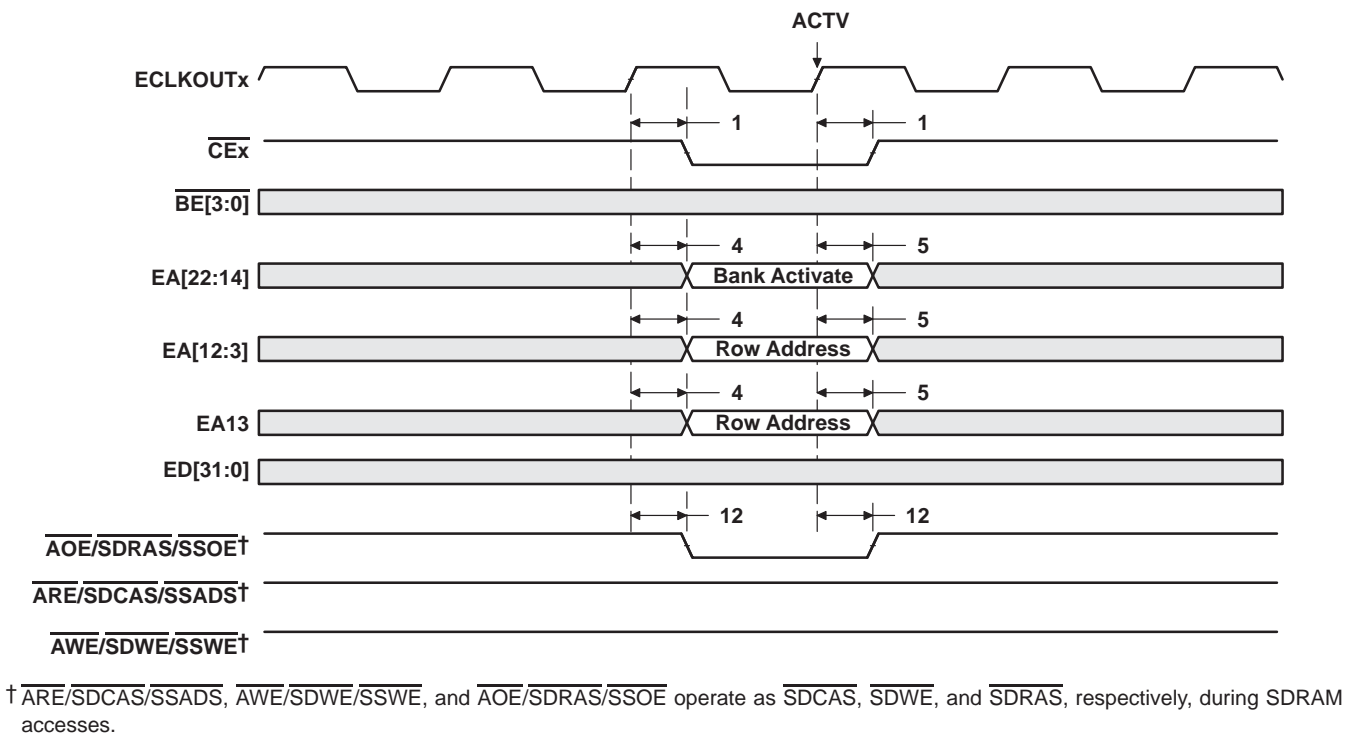 ACTV
ECLKOUTx
1 1
CEx
BE[3:0]
4 5
EA[22:14] Bank Activate
4 5
EA[12:3] Row Address
4 5
EA13 Row Address
ED[31:0]
12 12
AOE/SDRAS/SSOE†
ARE/SDCAS/SSADS†
AWE/SDWE/SSWE†
† ARE/SDCAS/SSADS, AWE/SDWE/SSWE, and AOE/SDRAS/SSOE operate as SDCAS, SDWE, and SDRAS, respectively, during SDRAM
accesses.